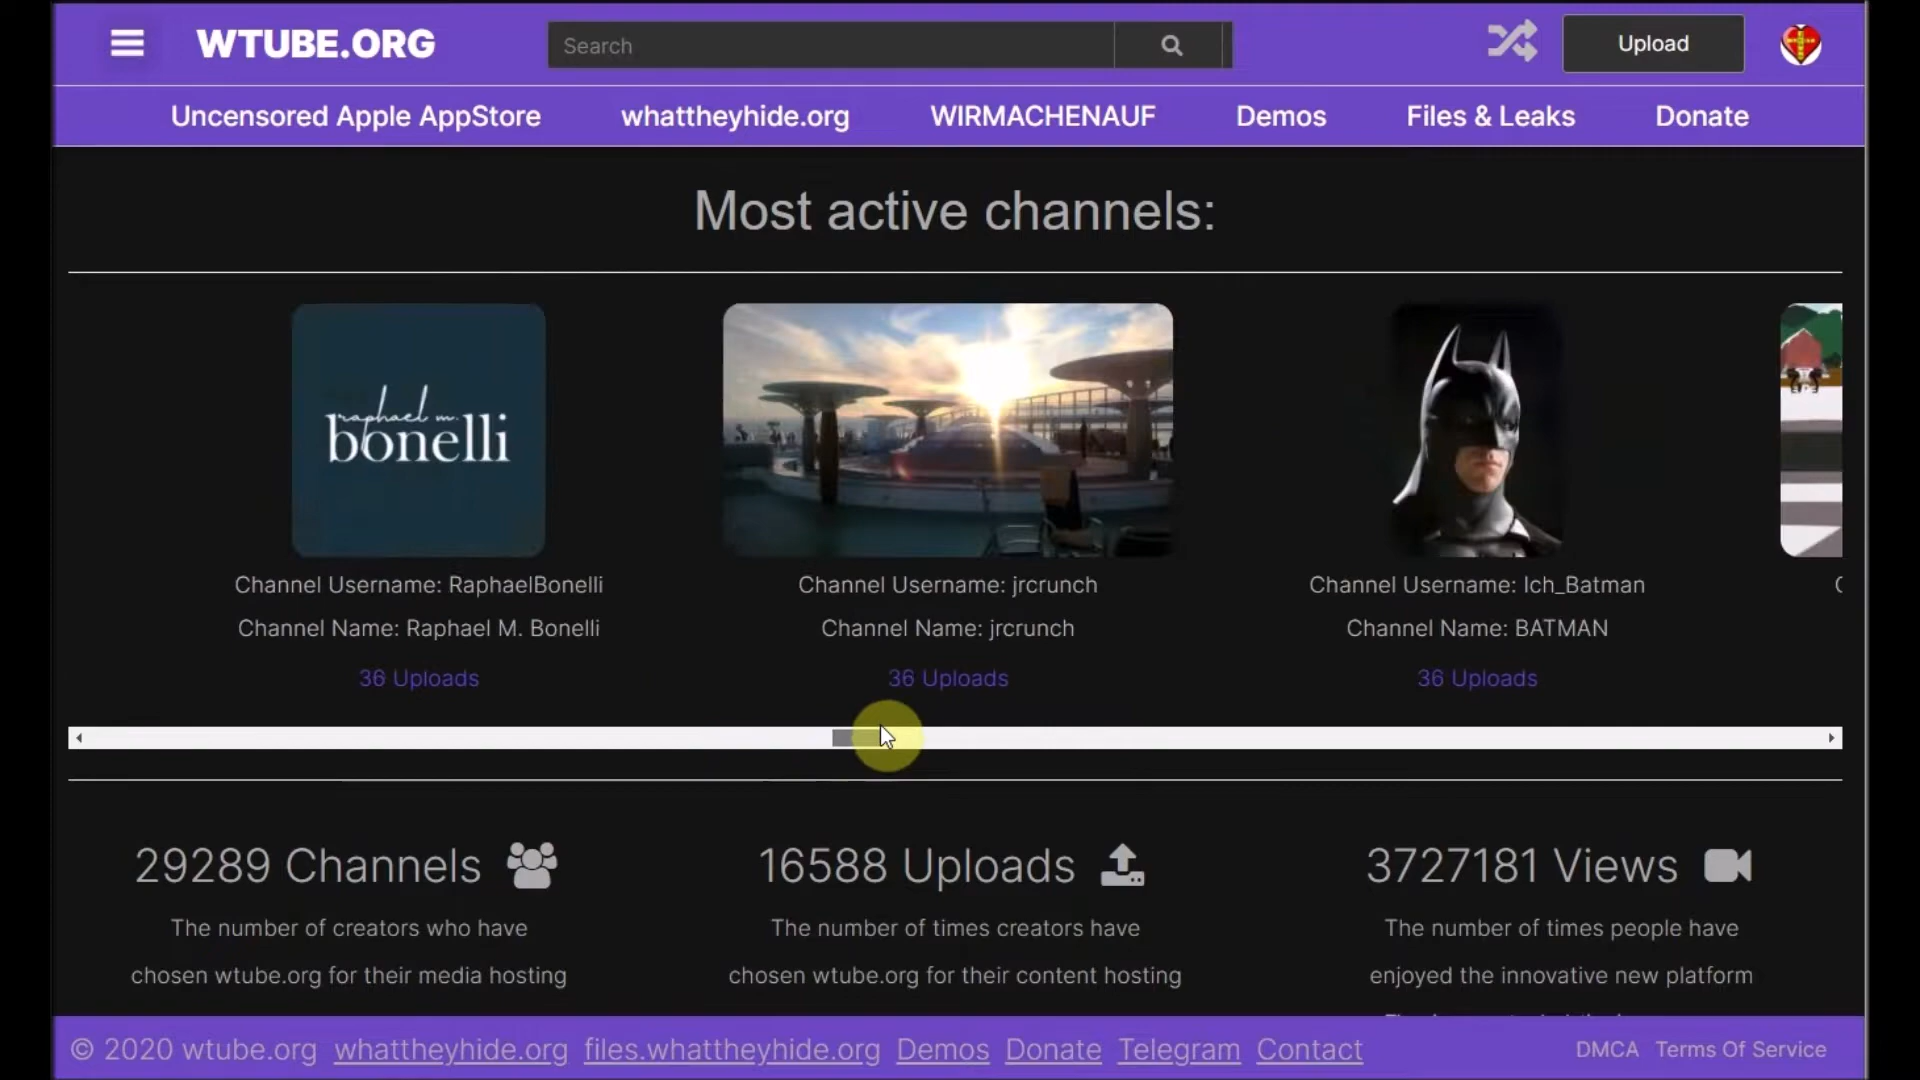 WTUBE.ORG
Search
Upload
Uncensored Apple AppStore
whattheyhide.org
WIRMACHENAUF
Demos
Files & Leaks
Donate
Most active channels:
raphael m.
bonelli
Channel Username: RaphaelBonelli
Channel Name: Raphael M. Bonelli
36 Uploads
Channel Username: jrcrunch
Channel Name: jrcrunch
36 Uploads
Channel Username: Ich_Batman
Channel Name: BATMAN
36 Uploads
29289 Channels
The number of creators who have
chosen wtube.org for their media hosting
16588 Uploads
The number of times creators have
chosen wtube.org for their content hosting
3727181 Views
The number of times people have
enjoyed the innovative new platform
© 2020 wtube.org whattheyhide.org files.whattheyhide.org Demos Donate Telegram Contact
DMCA Terms Of Service